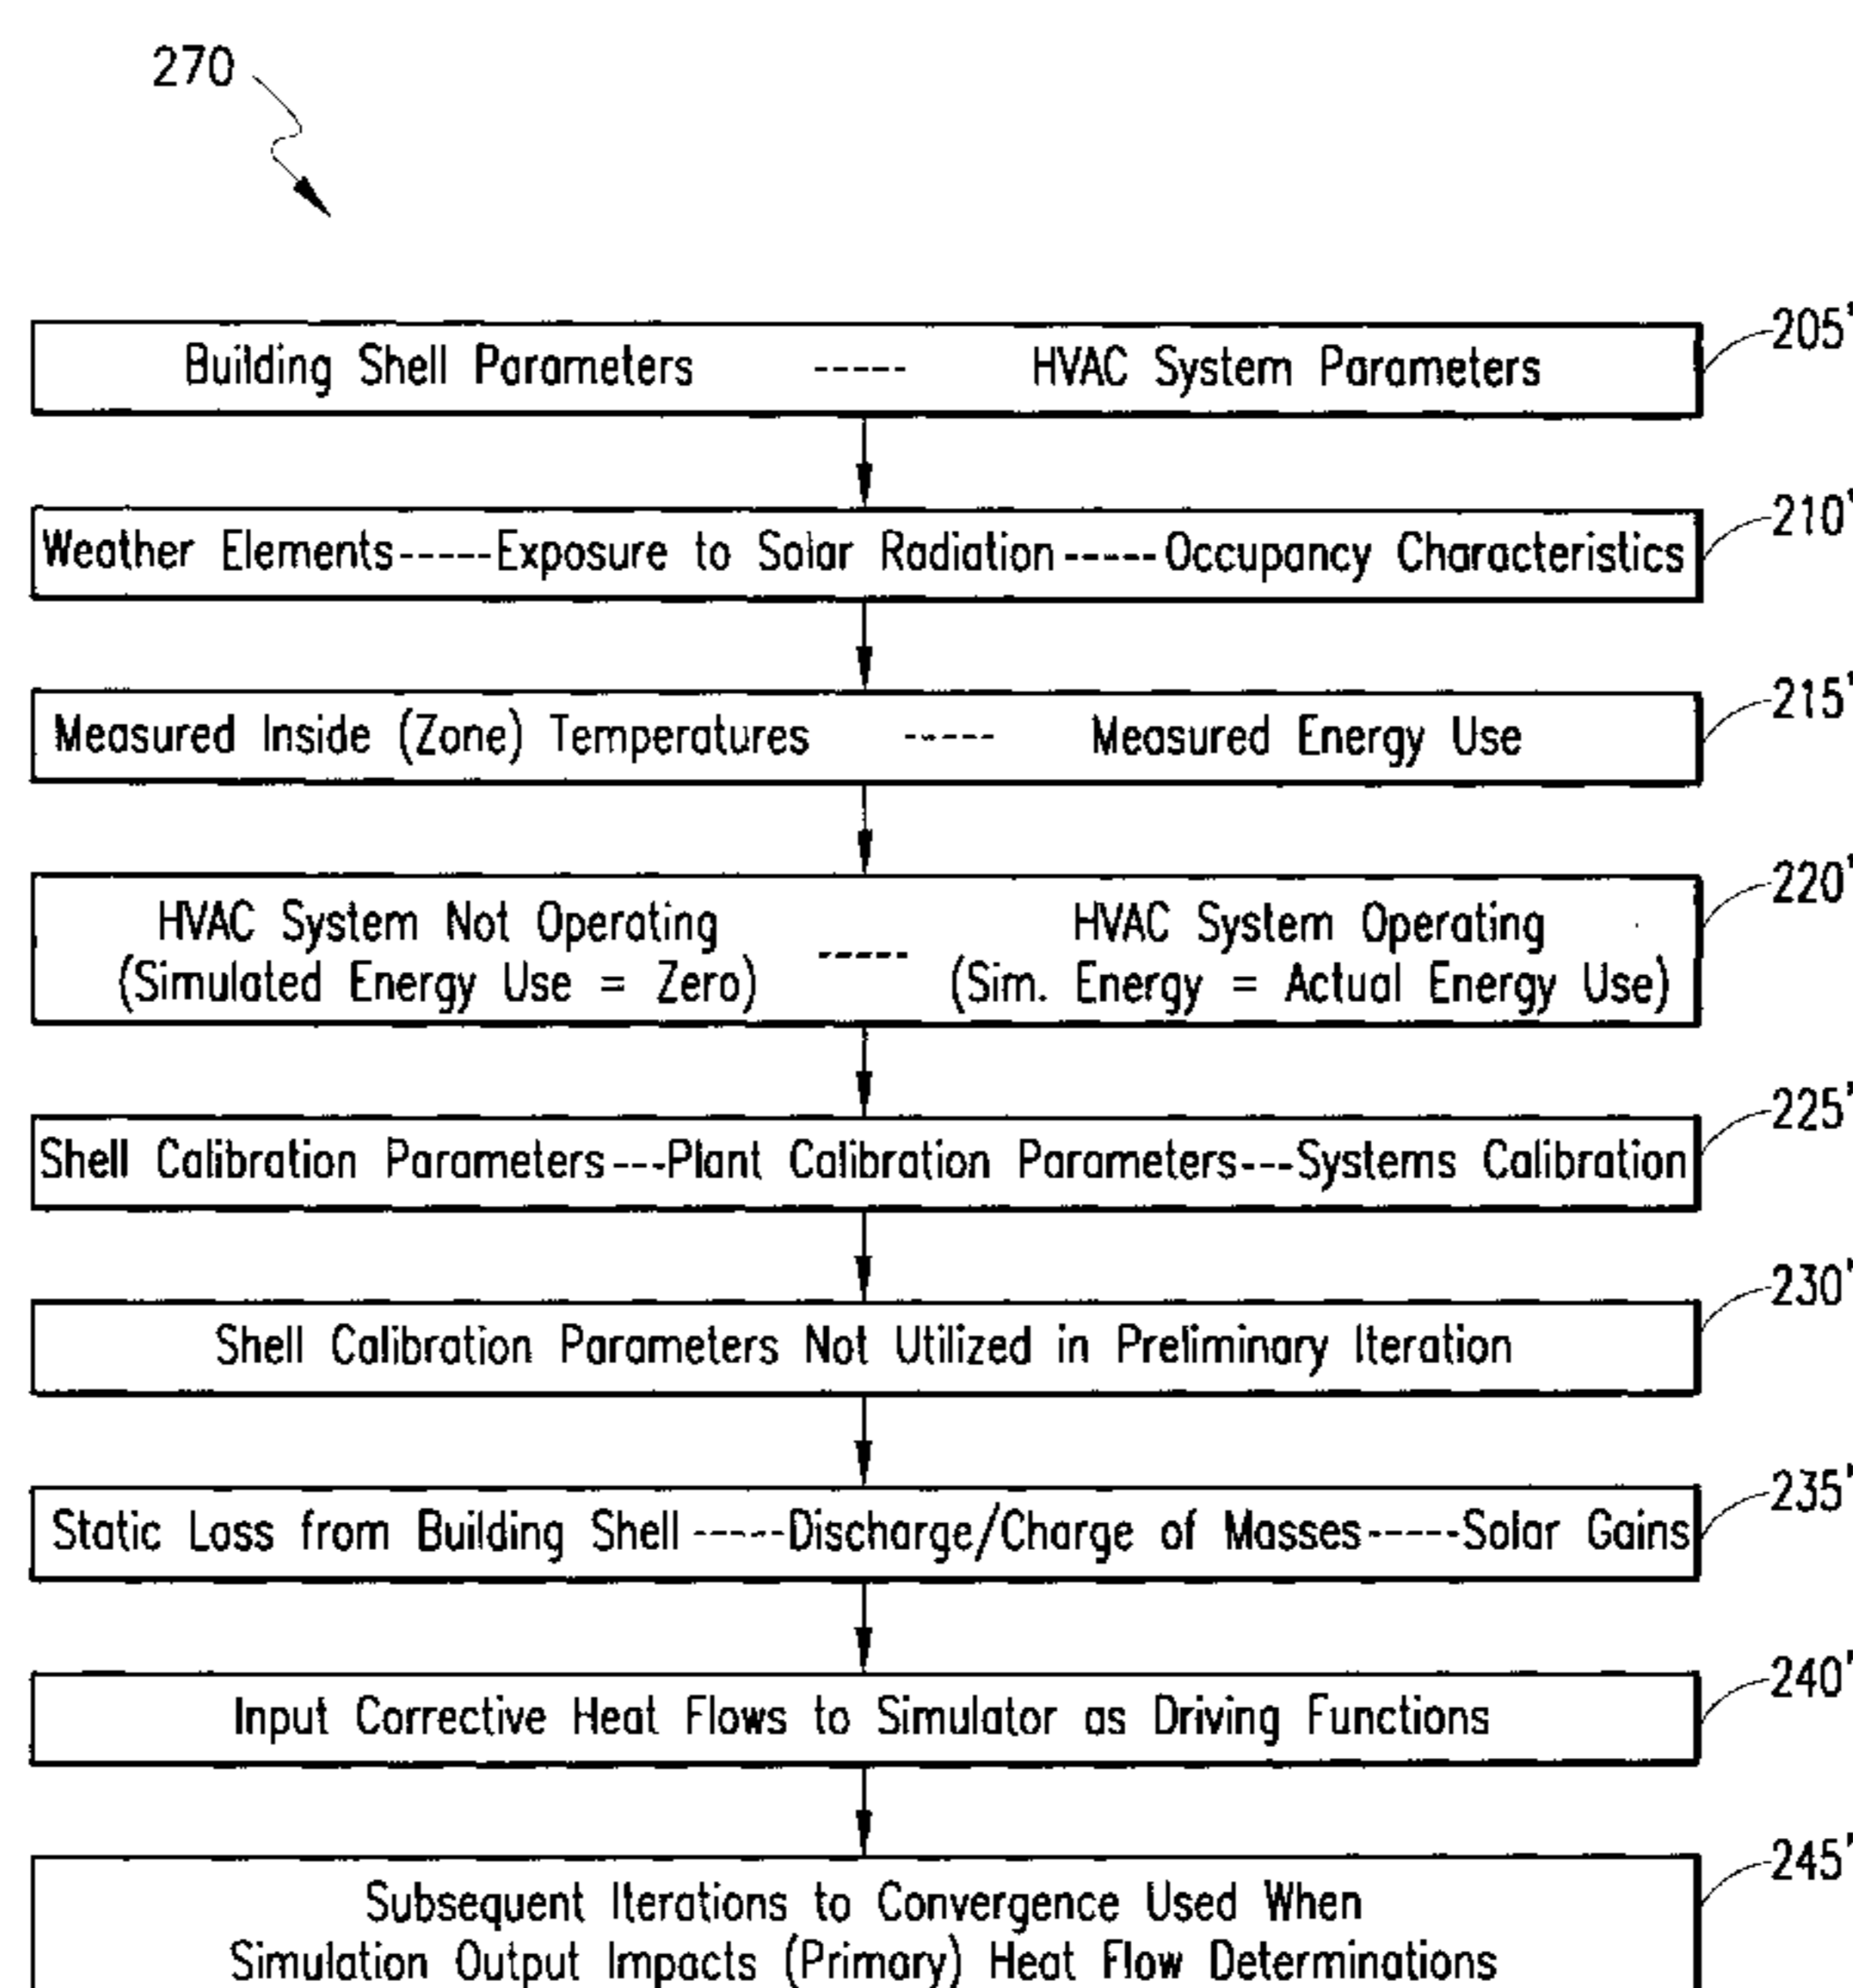 270
Building Shell Parameters ----- HVAC System Parameters
205'
Weather Elements-----Exposure to Solar Radiation-----Occupancy Characteristics
210'
Measured Inside (Zone) Temperatures ----- Measured Energy Use
215'
HVAC System Not Operating ----- HVAC System Operating
(Simulated Energy Use = Zero) (Sim. Energy = Actual Energy Use)
220'
Shell Calibration Parameters---Plant Calibration Parameters---Systems Calibration
225'
Shell Calibration Parameters Not Utilized in Preliminary Iteration
230'
Static Loss from Building Shell-----Discharge/Charge of Masses-----Solar Gains
235'
Input Corrective Heat Flows to Simulator as Driving Functions
240'
Subsequent Iterations to Convergence Used When
Simulation Output Impacts (Primary) Heat Flow Determinations
245'